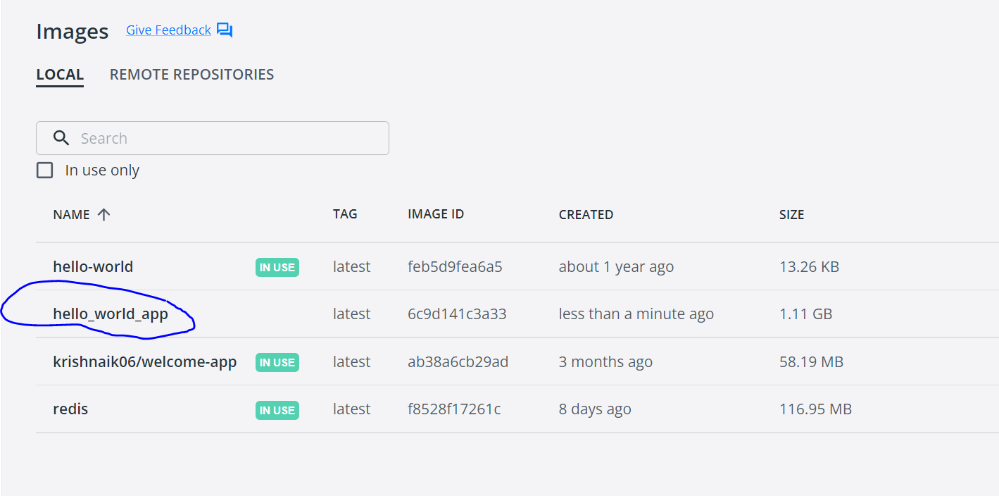 Images Give Feedback
LOCAL REMOTE REPOSITORIES
Search
In use only
NAME TAG IMAGE ID CREATED SIZE
hello-world IN USE latest feb5d9fea6a5 about 1 year ago 13.26 KB
hello_world_app latest 6c9d141c3a33 less than a minute ago 1.11 GB
krishnaik06/welcome-app IN USE latest ab38a6cb29ad 3 months ago 58.19 MB
redis IN USE latest f8528f17261c 8 days ago 116.95 MB